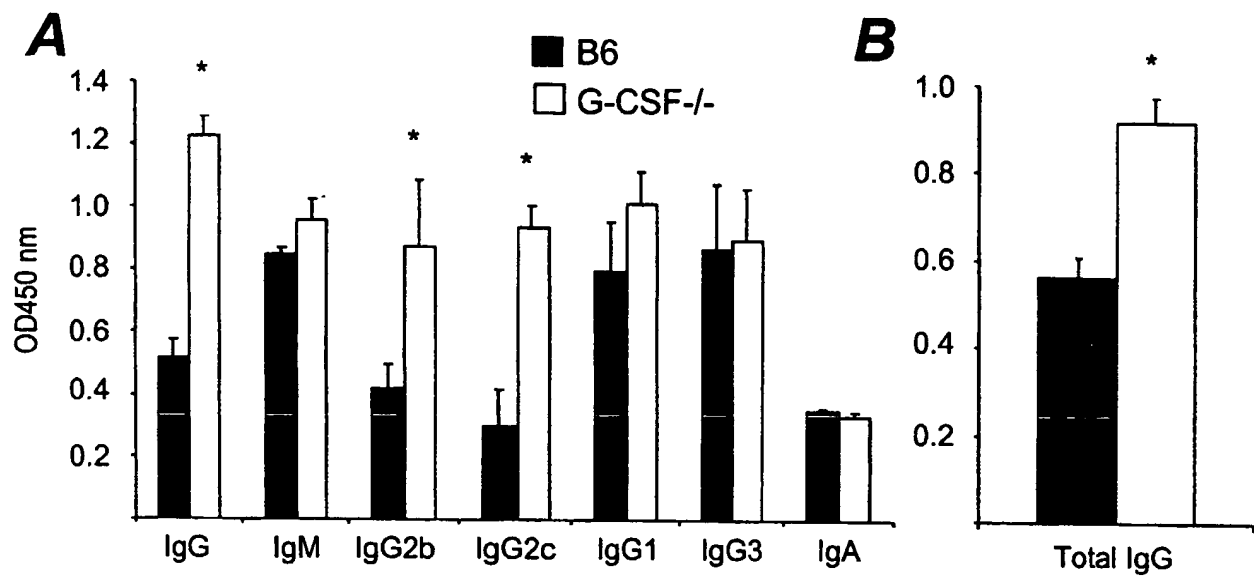 A
B6
G-CSF-/-
B
OD450 nm
1.4
1.2
1.0
0.8
0.6
0.4
0.2
*
*
*
IgG
IgM
IgG2b
IgG2c
IgG1
IgG3
IgA
1.0
0.8
0.6
0.4
0.2
*
Total IgG